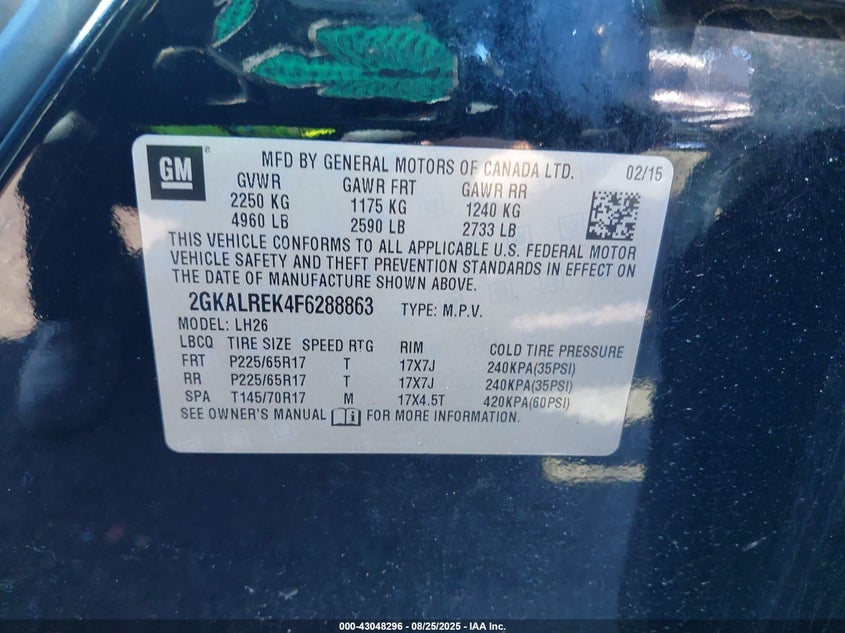 GM
MFD BY GENERAL MOTORS OF CANADA LTD. 02/15
GVWR GAWR FRT GAWR RR
2250 KG 1175 KG 1240 KG
4960 LB 2590 LB 2733 LB
THIS VEHICLE CONFORMS TO ALL APPLICABLE U.S. FEDERAL MOTOR
VEHICLE SAFETY AND THEFT PREVENTION STANDARDS IN EFFECT ON
THE DATE OF MANUFACTURE SHOWN ABOVE.
2GKALREK4F6288863 TYPE: M.P.V.
MODEL: LH26
LBCQ TIRE SIZE SPEED RTG RIM COLD TIRE PRESSURE
FRT P225/65R17 T 17X7J 240KPA(35PSI)
RR P225/65R17 T 17X7J 240KPA(35PSI)
SPA T145/70R17 M 17X4.5T 420KPA(60PSI)
SEE OWNER'S MANUAL FOR MORE INFORMATION.
000-43048296 - 08/25/2025 - IAA Inc.